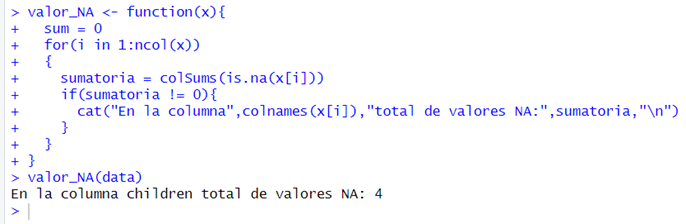 > valor_NA <- function(x){
+   sum = 0
+   for(i in 1:ncol(x))
+   {
+     sumatoria = colSums(is.na(x[i]))
+     if(sumatoria != 0){
+       cat("En la columna",colnames(x[i]),"total de valores NA:",sumatoria,"\n")
+     }
+   }
+ }
> valor_NA(data)
En la columna children total de valores NA: 4
>